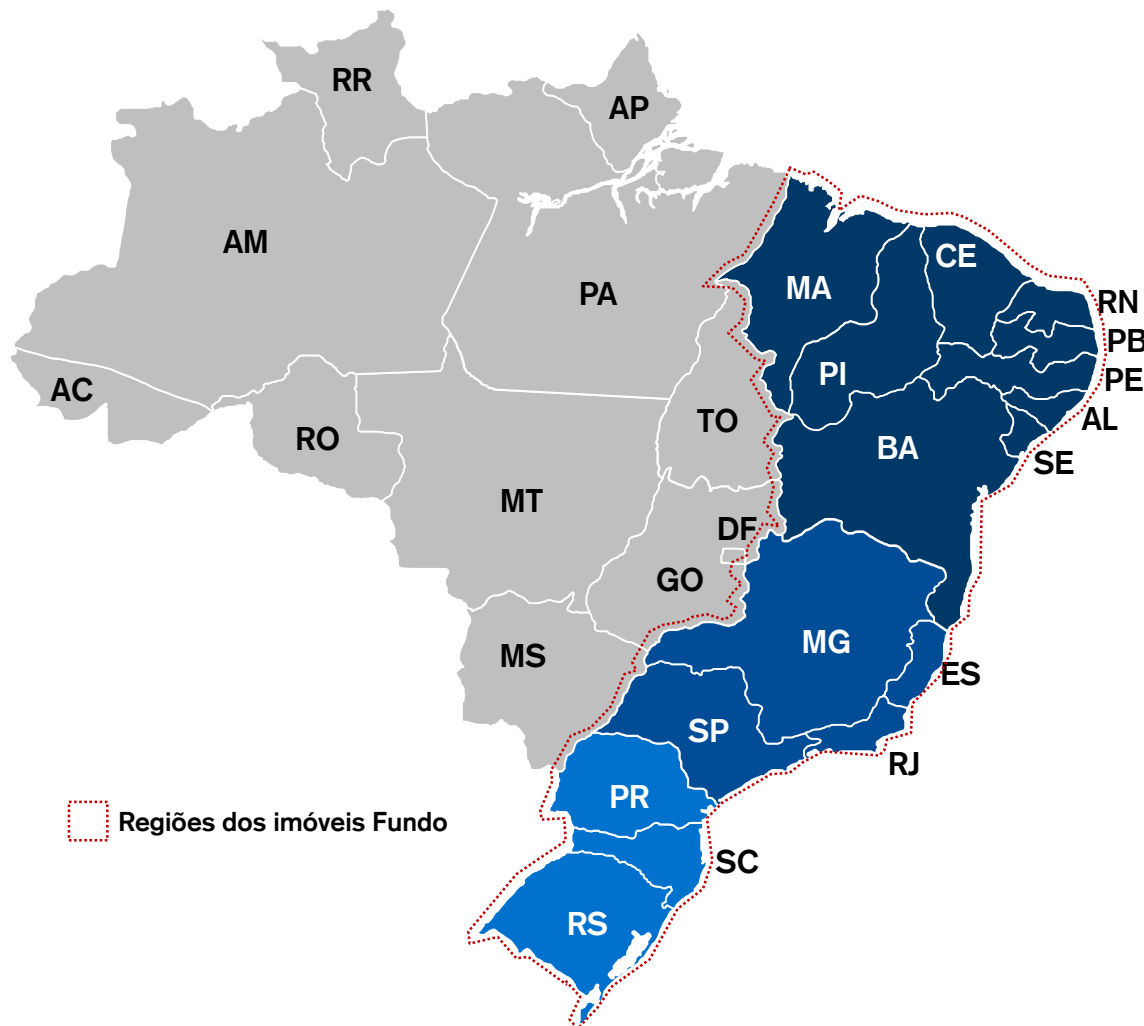 RR
AP
AM
PA
MA
CE
RN
PB
PE
AL
SE
PI
AC
RO
TO
BA
MT
DF
GO
MS
MG
ES
SP
RJ
PR
Regiões dos imóveis Fundo
SC
RS